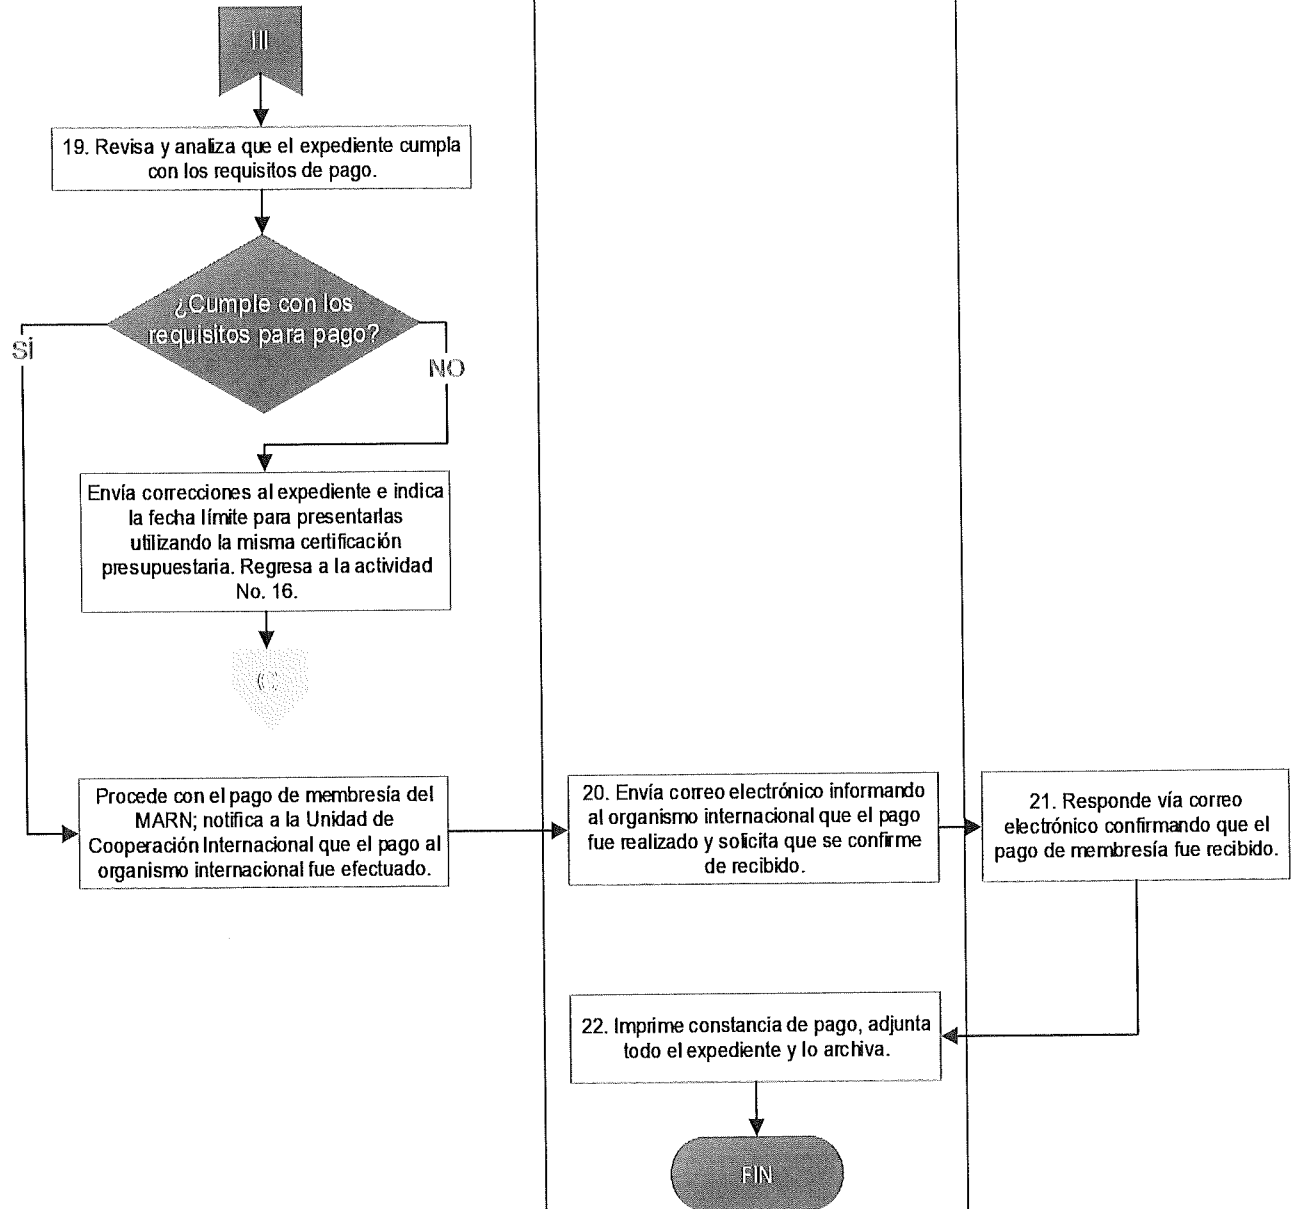 III
19. Revisa y analiza que el expediente cumpla
con los requisitos de pago.
¿Cumple con los
requisitos para pago?
SÍ
NO
Envía correcciones al expediente e indica
la fecha límite para presentarlas
utilizando la misma certificación
presupuestaria. Regresa a la actividad
No. 16.
C
Procede con el pago de membresía del
MARN; notifica a la Unidad de
Cooperación Internacional que el pago al
organismo internacional fue efectuado.
20. Envía correo electrónico informando
al organismo internacional que el pago
fue realizado y solicita que se confirme
de recibido.
21. Responde vía correo
electrónico confirmando que el
pago de membresía fue recibido.
22. Imprime constancia de pago, adjunta
todo el expediente y lo archiva.
FIN